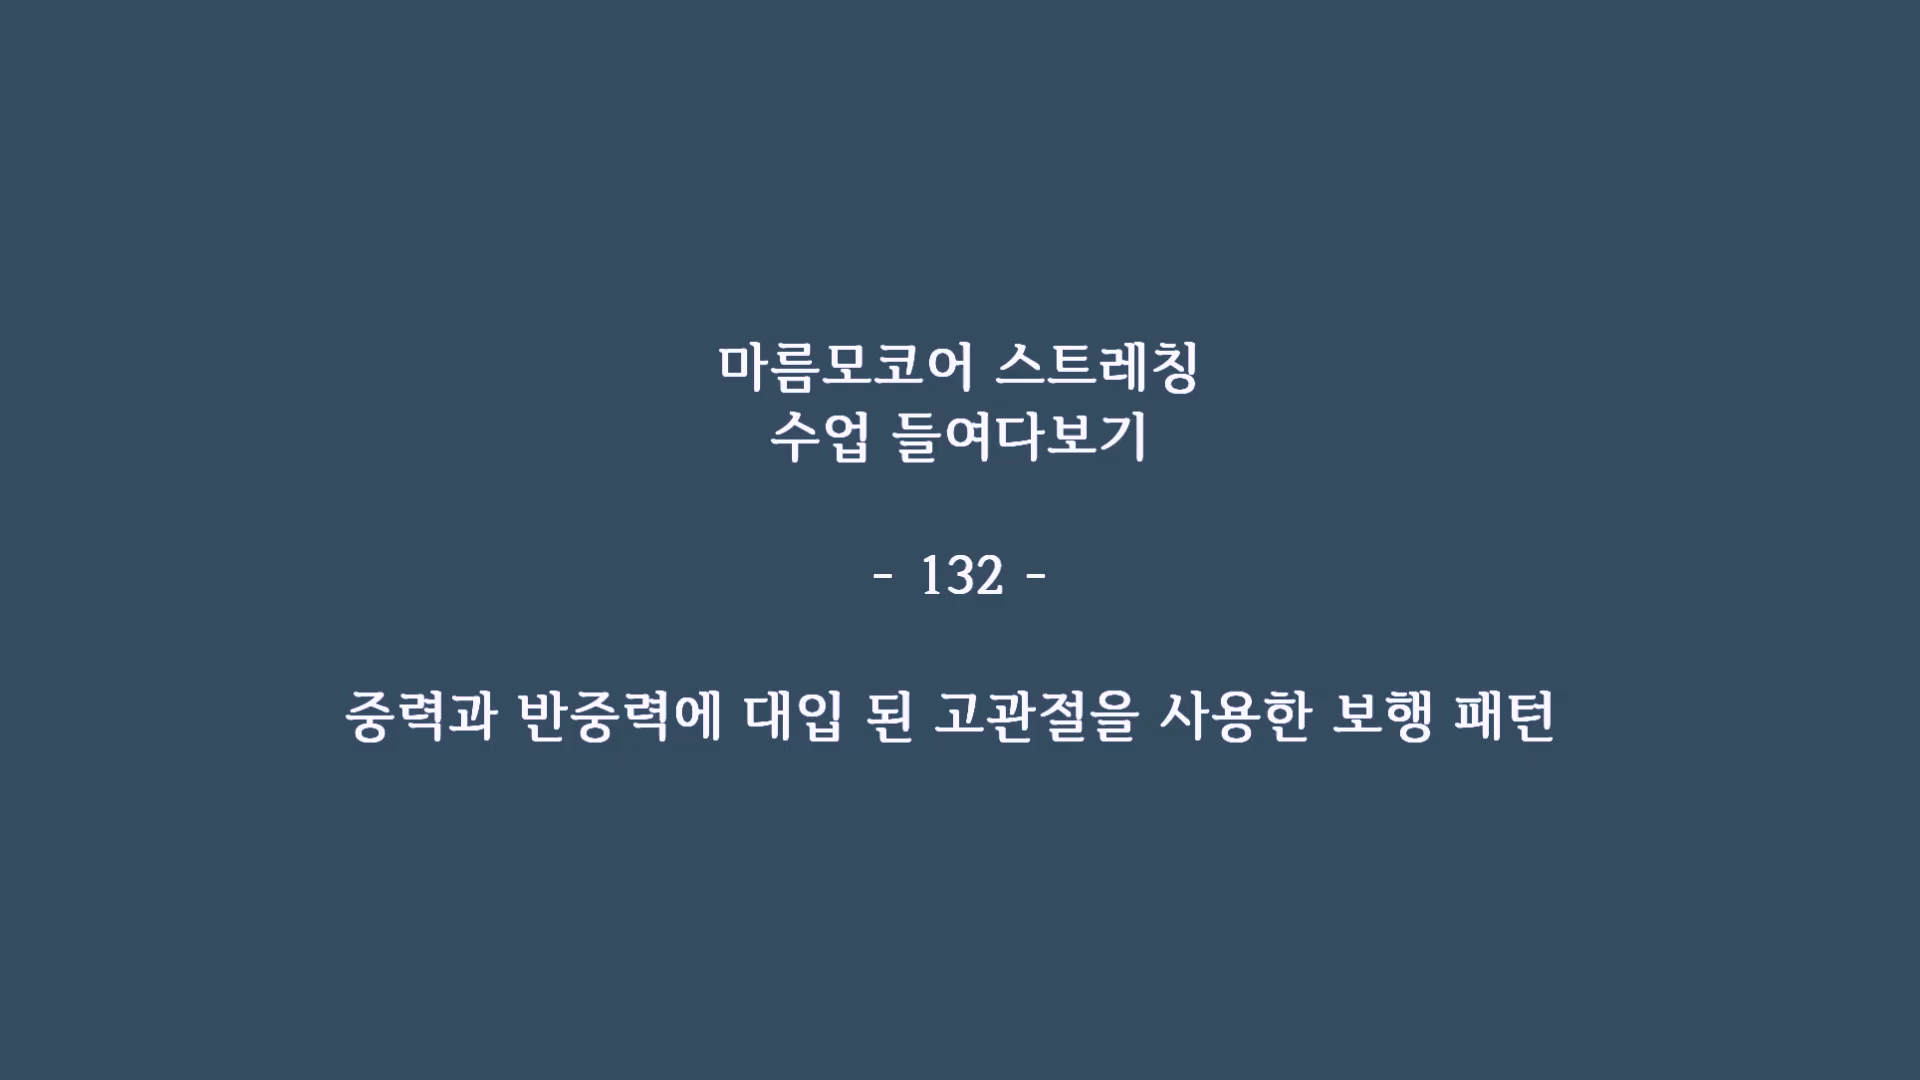 마름모코어 스트레칭
수업 들여다보기
- 132 -
중력과 반중력에 대입 된 고관절을 사용한 보행 패턴